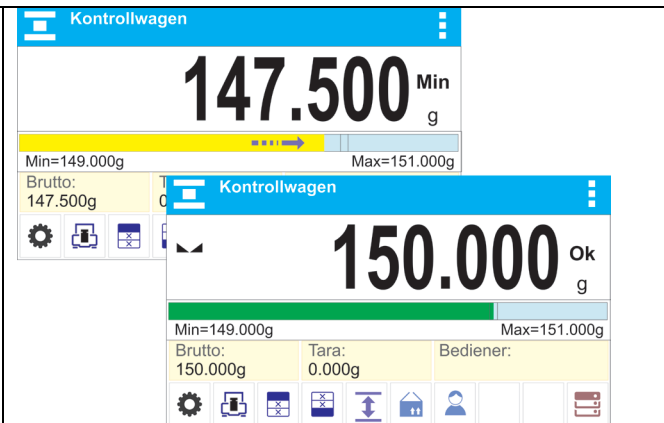 Kontrollwagen
147.500 Min
g
Min=149.000g Max=151.000g
Brutto:
147.500g
Kontrollwagen
150.000 Ok
g
Min=149.000g Max=151.000g
Brutto: Tara: Bediener:
150.000g 0.000g